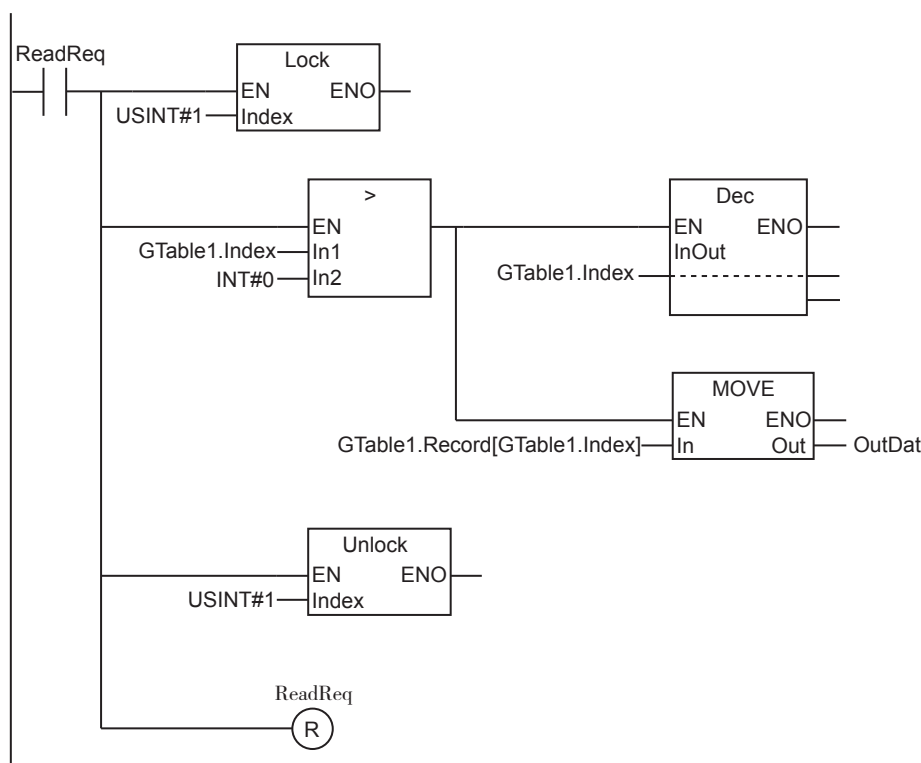 ReadReq
Lock
EN ENO
USINT#1 Index
>
EN
GTable1.Index In1
INT#0 In2
Dec
EN ENO
InOut
GTable1.Index
MOVE
EN ENO
GTable1.Record[GTable1.Index] In Out OutDat
Unlock
EN ENO
USINT#1 Index
ReadReq
R